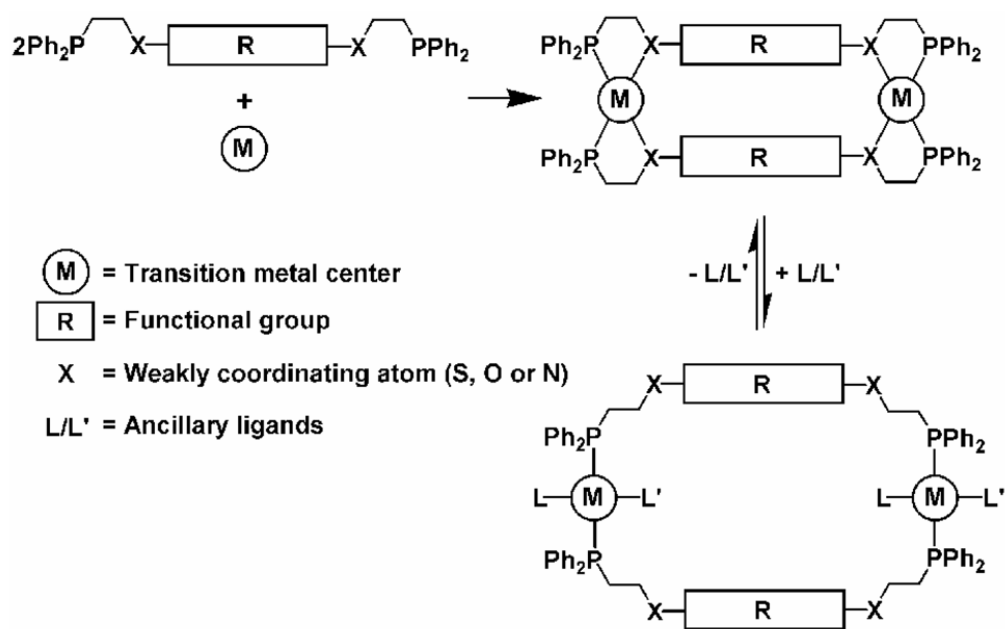 2Ph₂P X R X PPh₂
+
M
Ph₂P X R X PPh₂
M M
Ph₂P X R X PPh₂
- L/L' + L/L'
M = Transition metal center
R = Functional group
X = Weakly coordinating atom (S, O or N)
L/L' = Ancillary ligands
X R X
Ph₂P PPh₂
L M L' L M L'
Ph₂P PPh₂
X R X